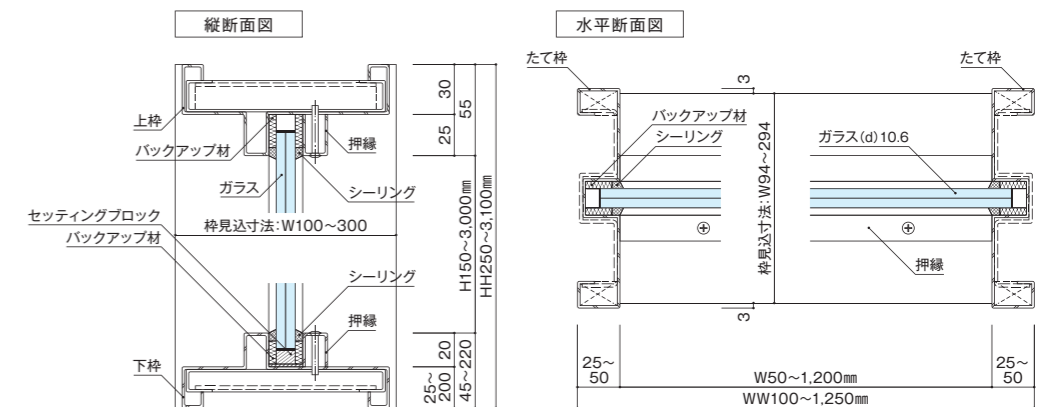 縦断面図
上枠
バックアップ材
ガラス
押縁
シーリング
セッティングブロック
バックアップ材
枠見込寸法:W100～300
シーリング
押縁
下枠
30
25
55
H150～3,000㎜
HH250～3,100㎜
20
25～
200
45～220
水平断面図
たて枠
たて枠
3
バックアップ材
シーリング
ガラス(d)10.6
枠見込寸法:W94～294
押縁
3
25～
50
W50～1,200㎜
25～
50
WW100～1,250㎜